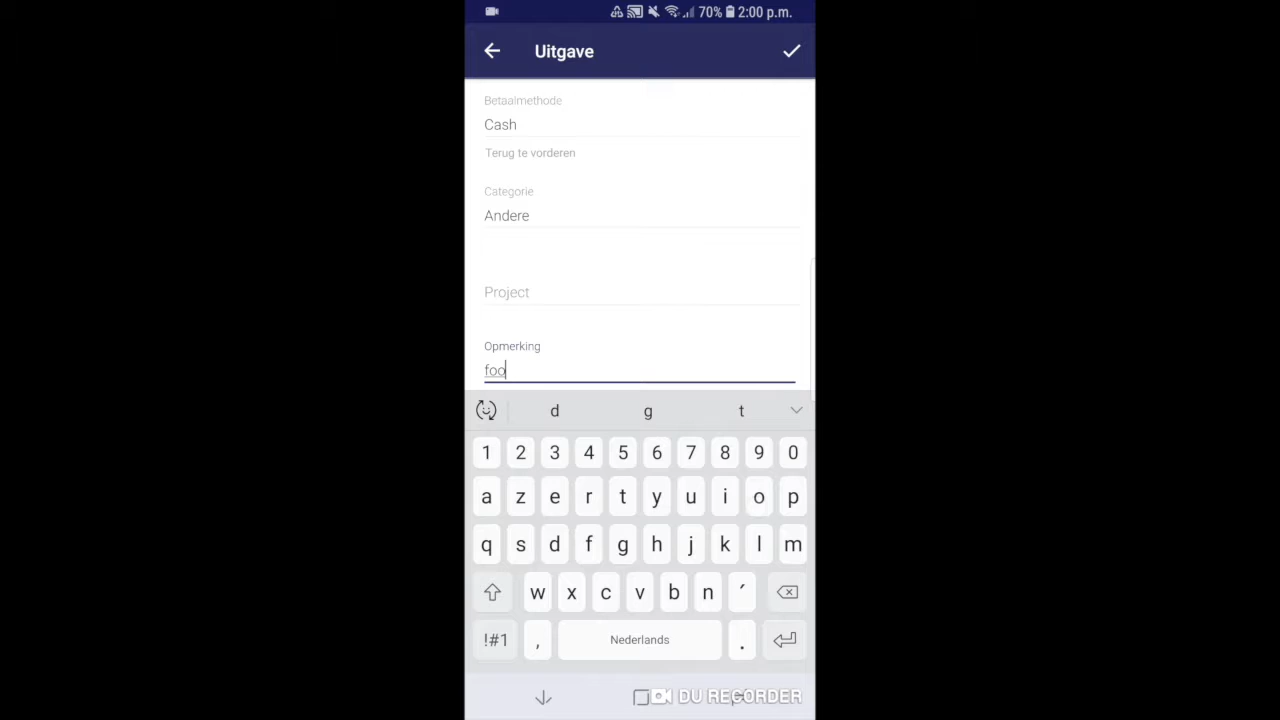 70% 2:00 p.m.
Uitgave
Betaalmethode
Cash
Terug te vorderen
Categorie
Andere
Project
Opmerking
foo
d g t
1 2 3 4 5 6 7 8 9 0
a z e r t y u i o p
q s d f g h j k l m
w x c v b n ´
!#1 , Nederlands .
DU RECORDER